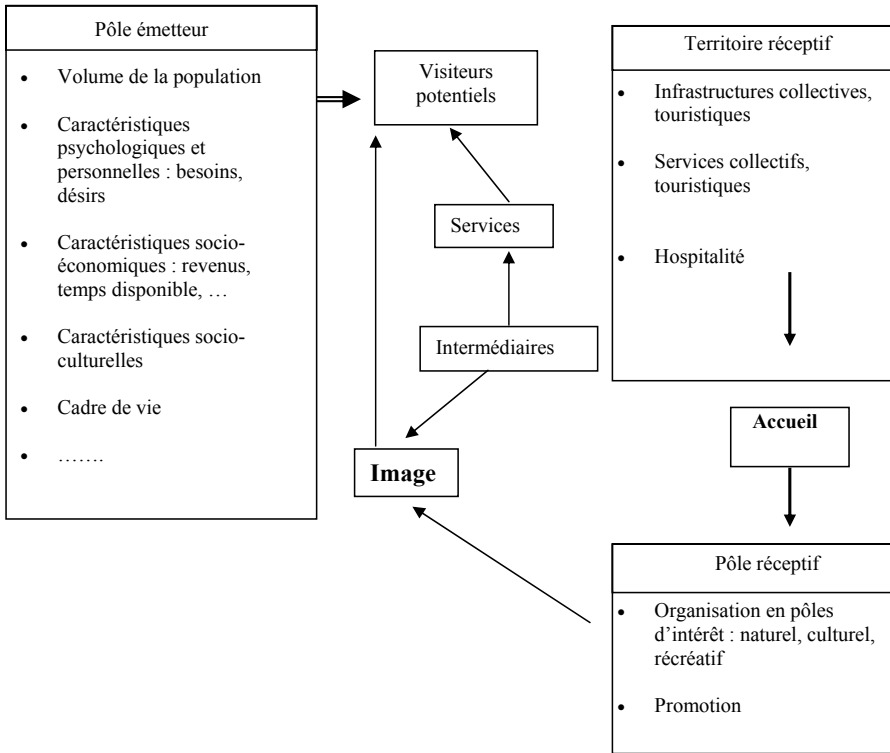 Pôle émetteur
• Volume de la population
• Caractéristiques
psychologiques et
personnelles : besoins,
désirs
• Caractéristiques socio-
économiques : revenus,
temps disponible, …
• Caractéristiques socio-
culturelles
• Cadre de vie
• …….
Visiteurs
potentiels
Services
Intermédiaires
Image
Territoire réceptif
• Infrastructures collectives,
touristiques
• Services collectifs,
touristiques
• Hospitalité
Accueil
Pôle réceptif
• Organisation en pôles
d’intérêt : naturel, culturel,
récréatif
• Promotion